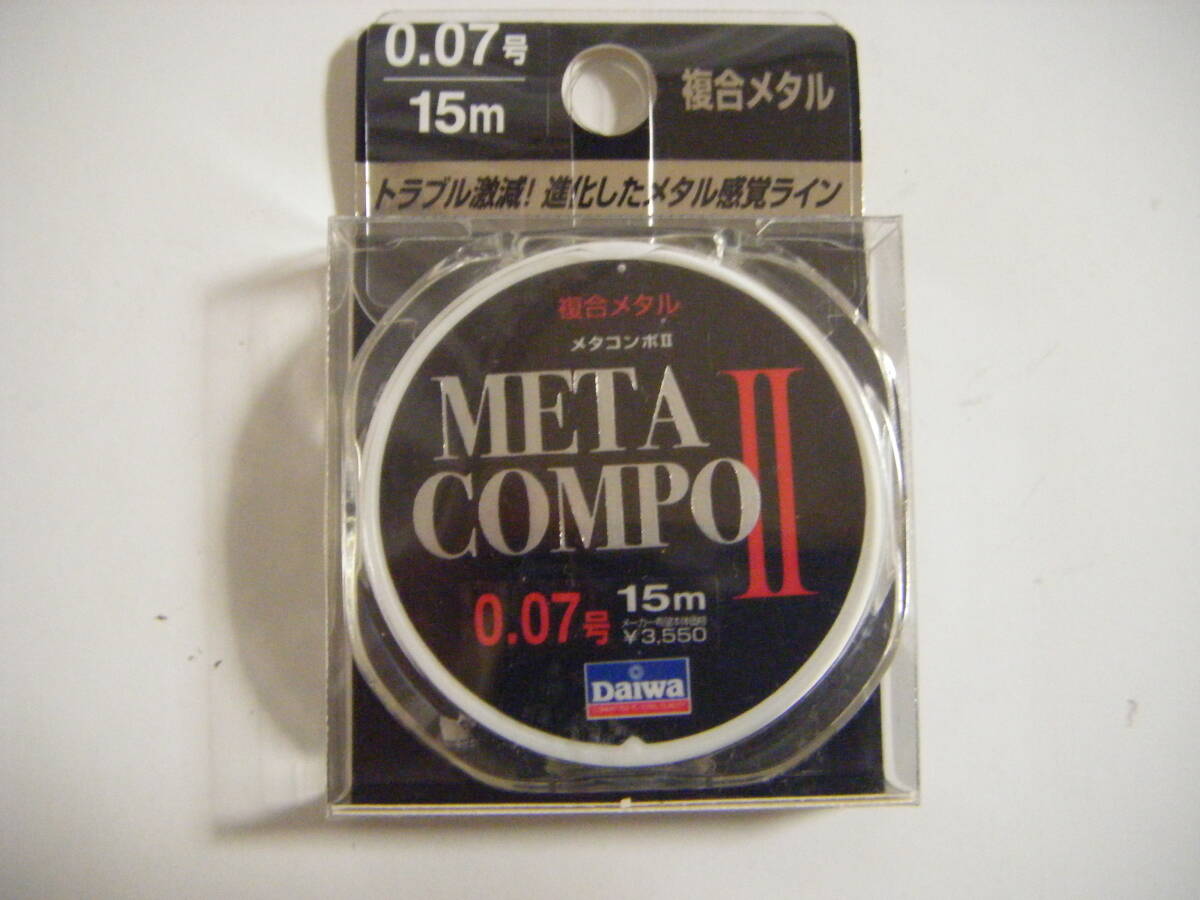 0.07号
15m
複合メタル
トラブル激減! 進化したメタル感覚ライン
複合メタル
メタコンポII
META
COMPO
II
0.07号
15m
メーカー希望本体価格
¥3,550
DAIWA